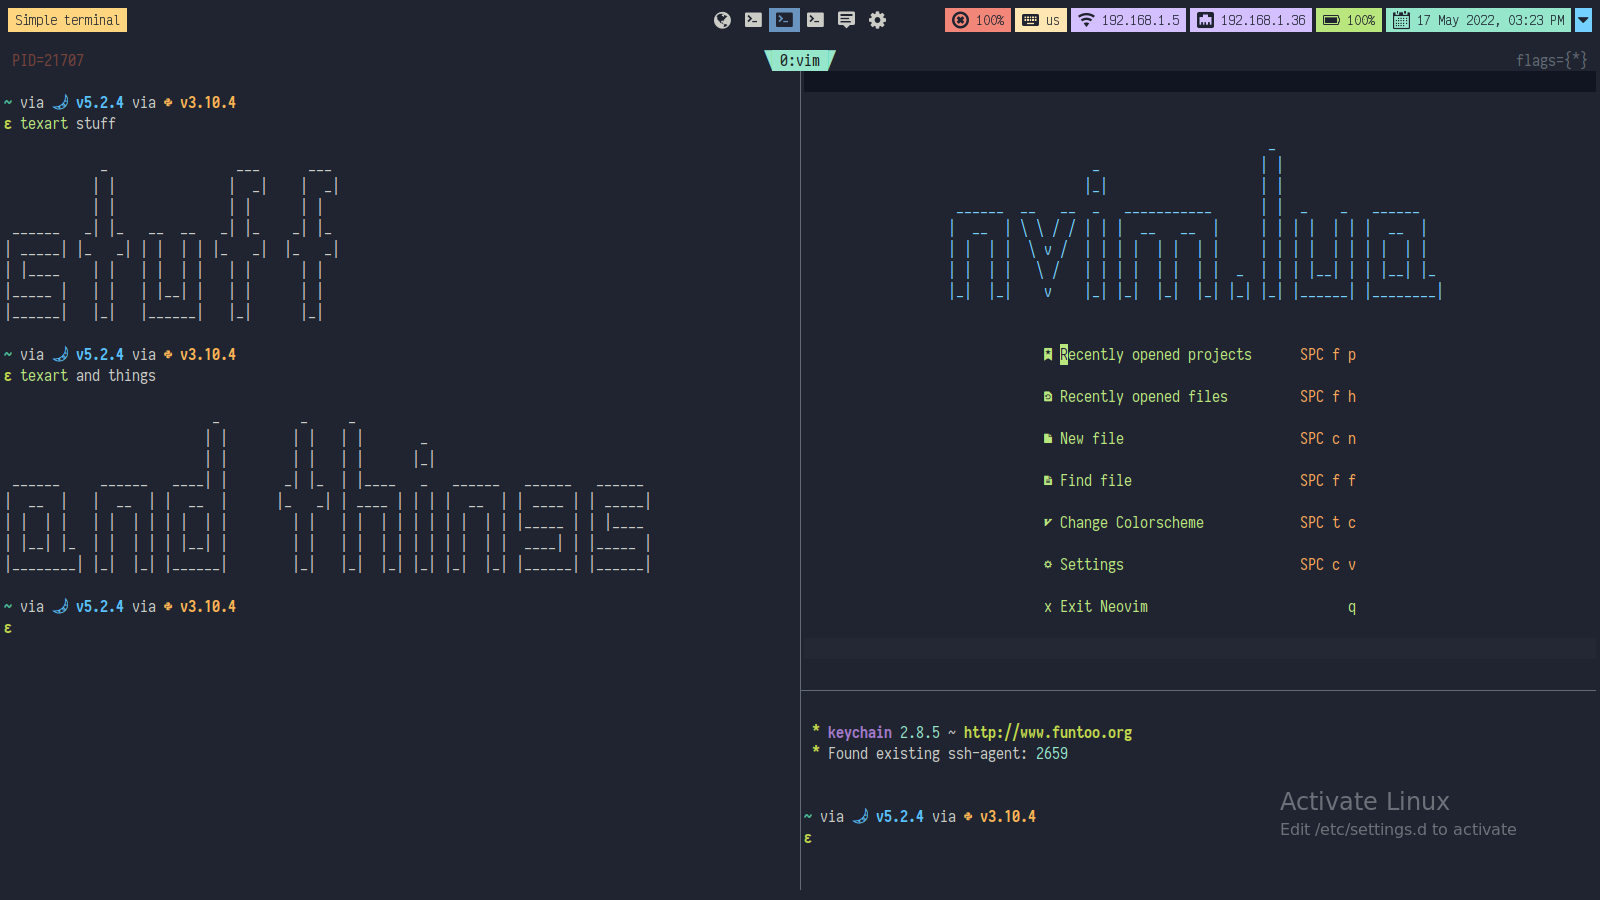 Simple terminal
100%
us
192.168.1.5
192.168.1.36
100%
17 May 2022, 03:23 PM
PID=21707
0:vim
flags={*}
~ via v5.2.4 via v3.10.4
ε texart stuff
stuff
~ via v5.2.4 via v3.10.4
ε texart and things
and things
~ via v5.2.4 via v3.10.4
ε
nvim.lua
Recently opened projects SPC f p
Recently opened files SPC f h
New file SPC c n
Find file SPC f f
Change Colorscheme SPC t c
Settings SPC c v
x Exit Neovim q
* keychain 2.8.5 ~ http://www.funtoo.org
* Found existing ssh-agent: 2659
~ via v5.2.4 via v3.10.4
ε
Activate Linux
Edit /etc/settings.d to activate